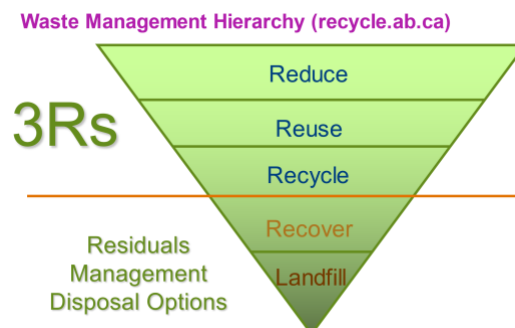 Waste Management Hierarchy (recycle.ab.ca)
Reduce
3Rs
Reuse
Recycle
Recover
Residuals
Management
Disposal Options
Landfill